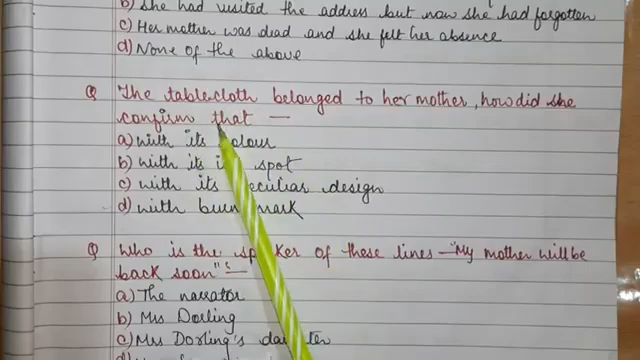 b) She had visited the address but now she had forgotten
c) Her mother was dead and she felt her absence
d) None of the above
Q The tablecloth belonged to her mother, how did she
confirm that —
a) with its colour
b) with its spot
c) with its peculiar design
d) with burn mark
Q Who is the speaker of these lines — "My mother will be
back soon" :—
a) The narrator
b) Mrs Dorling
c) Mrs Dorling's daughter